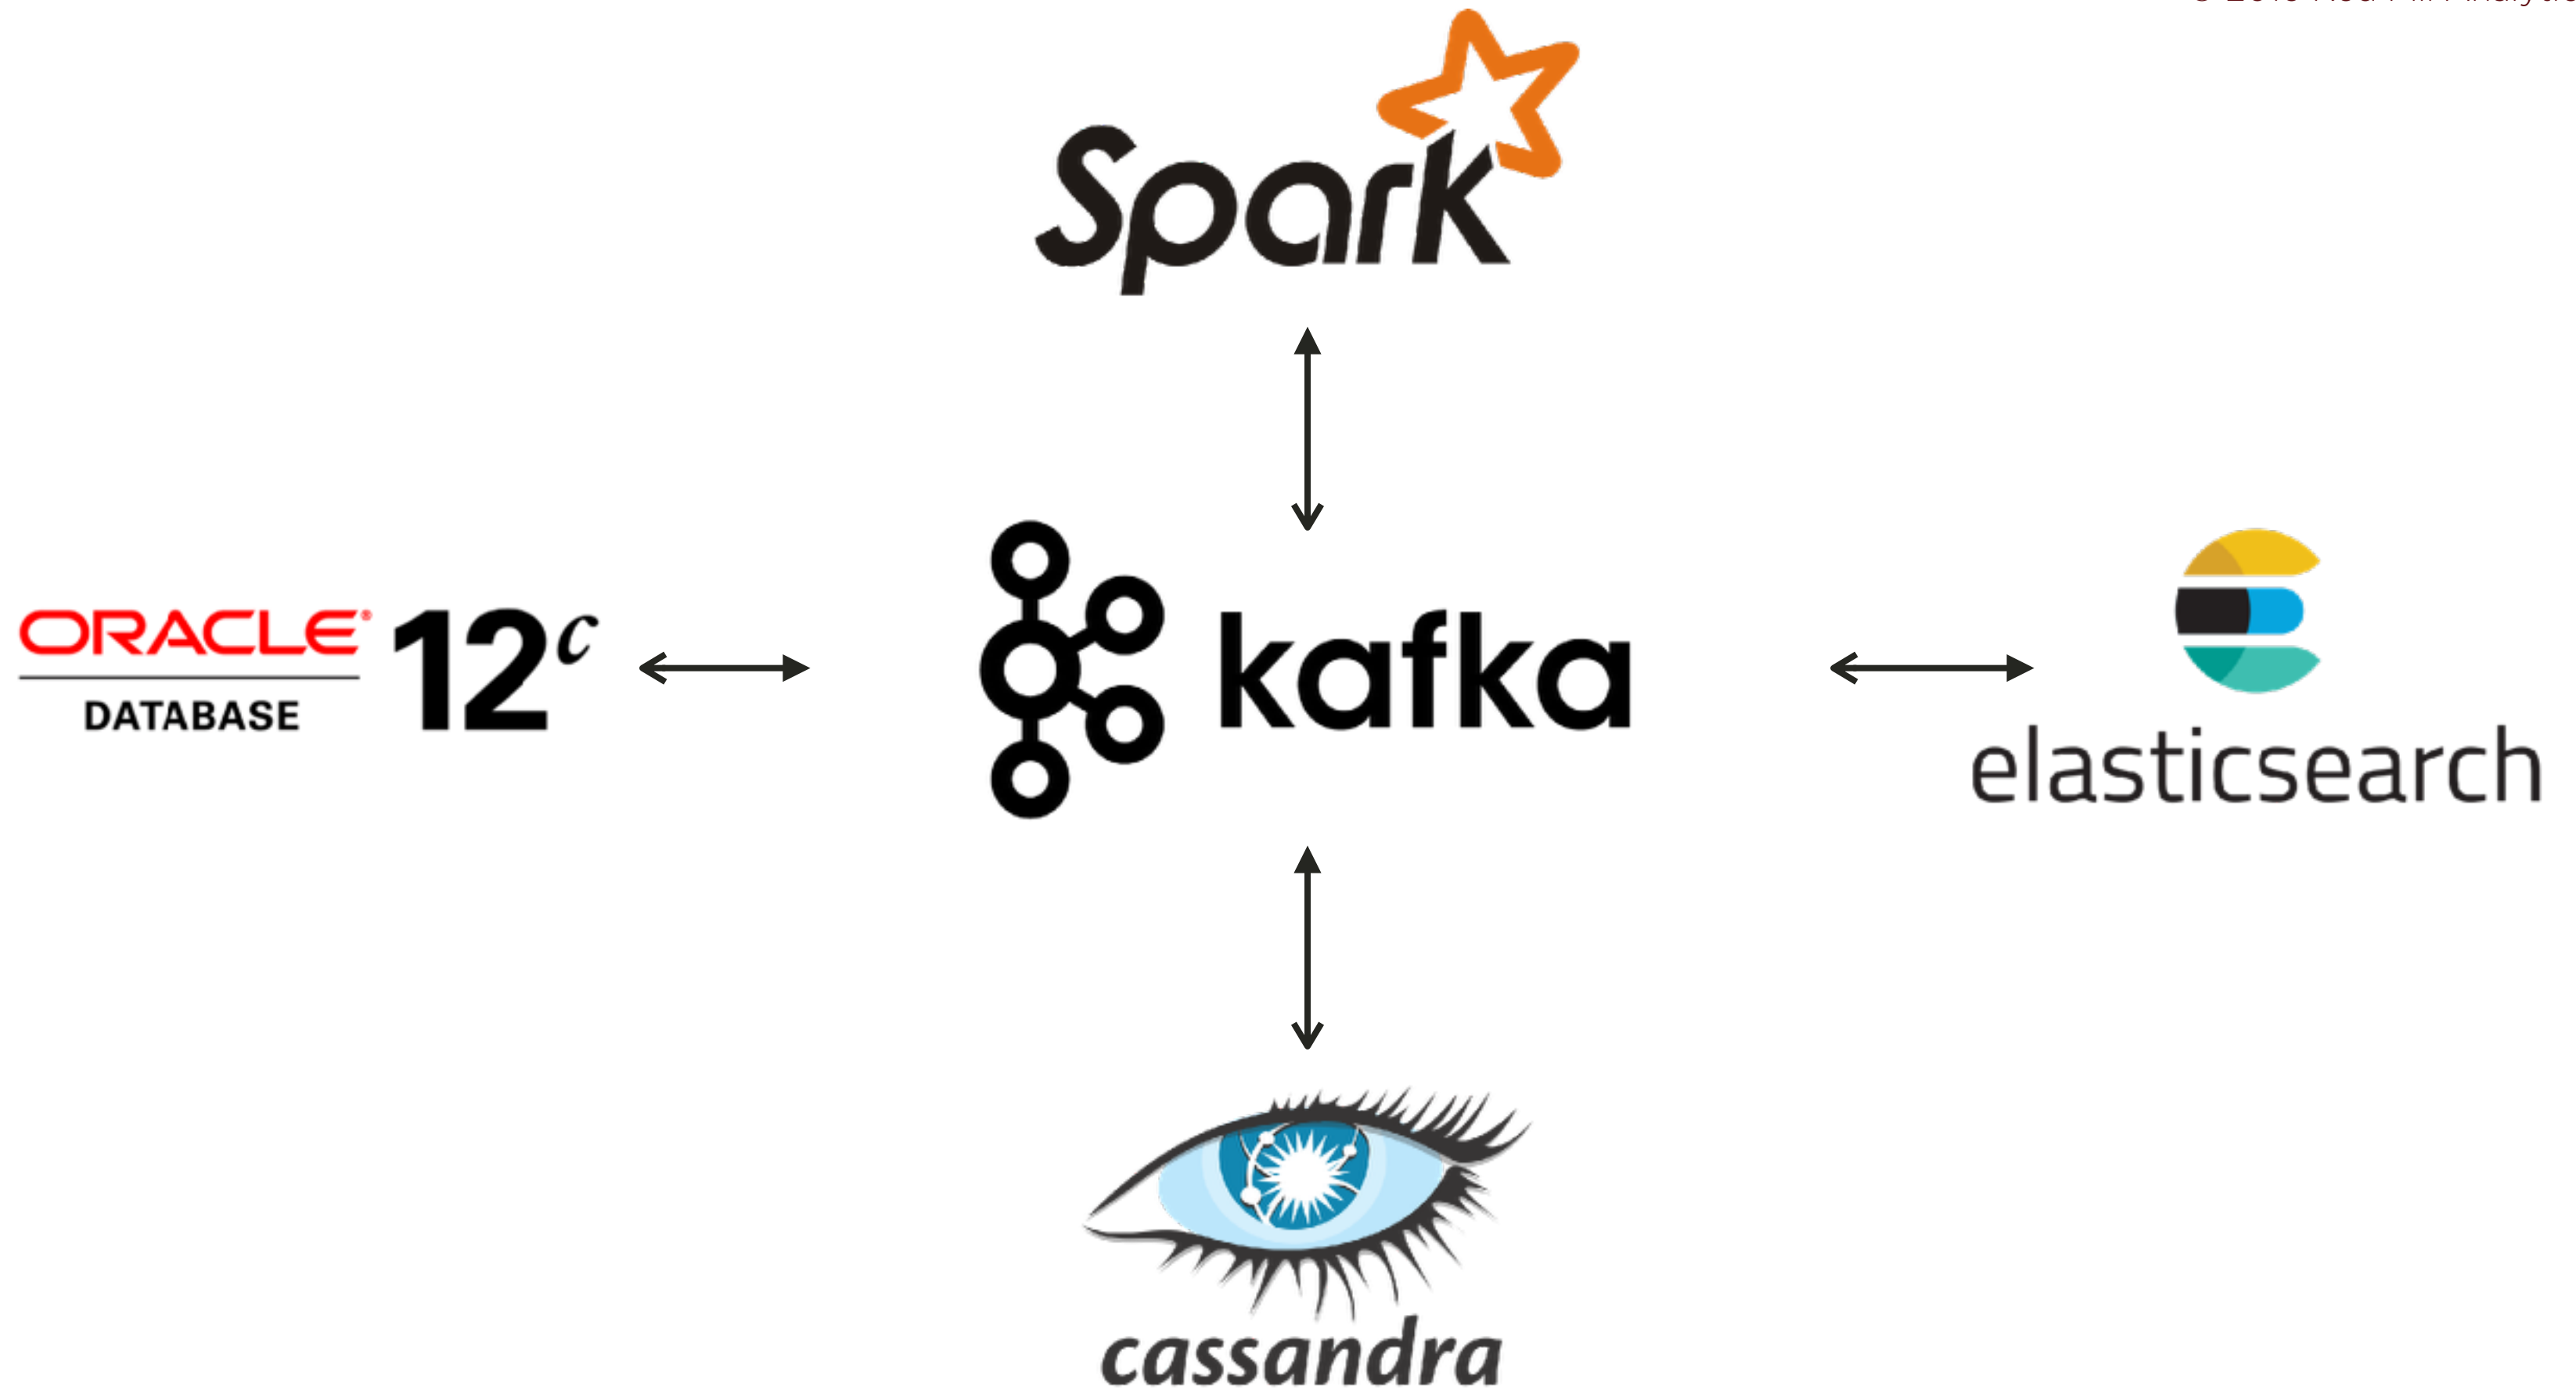 Spark
ORACLE® 12c
DATABASE
kafka
elasticsearch
cassandra